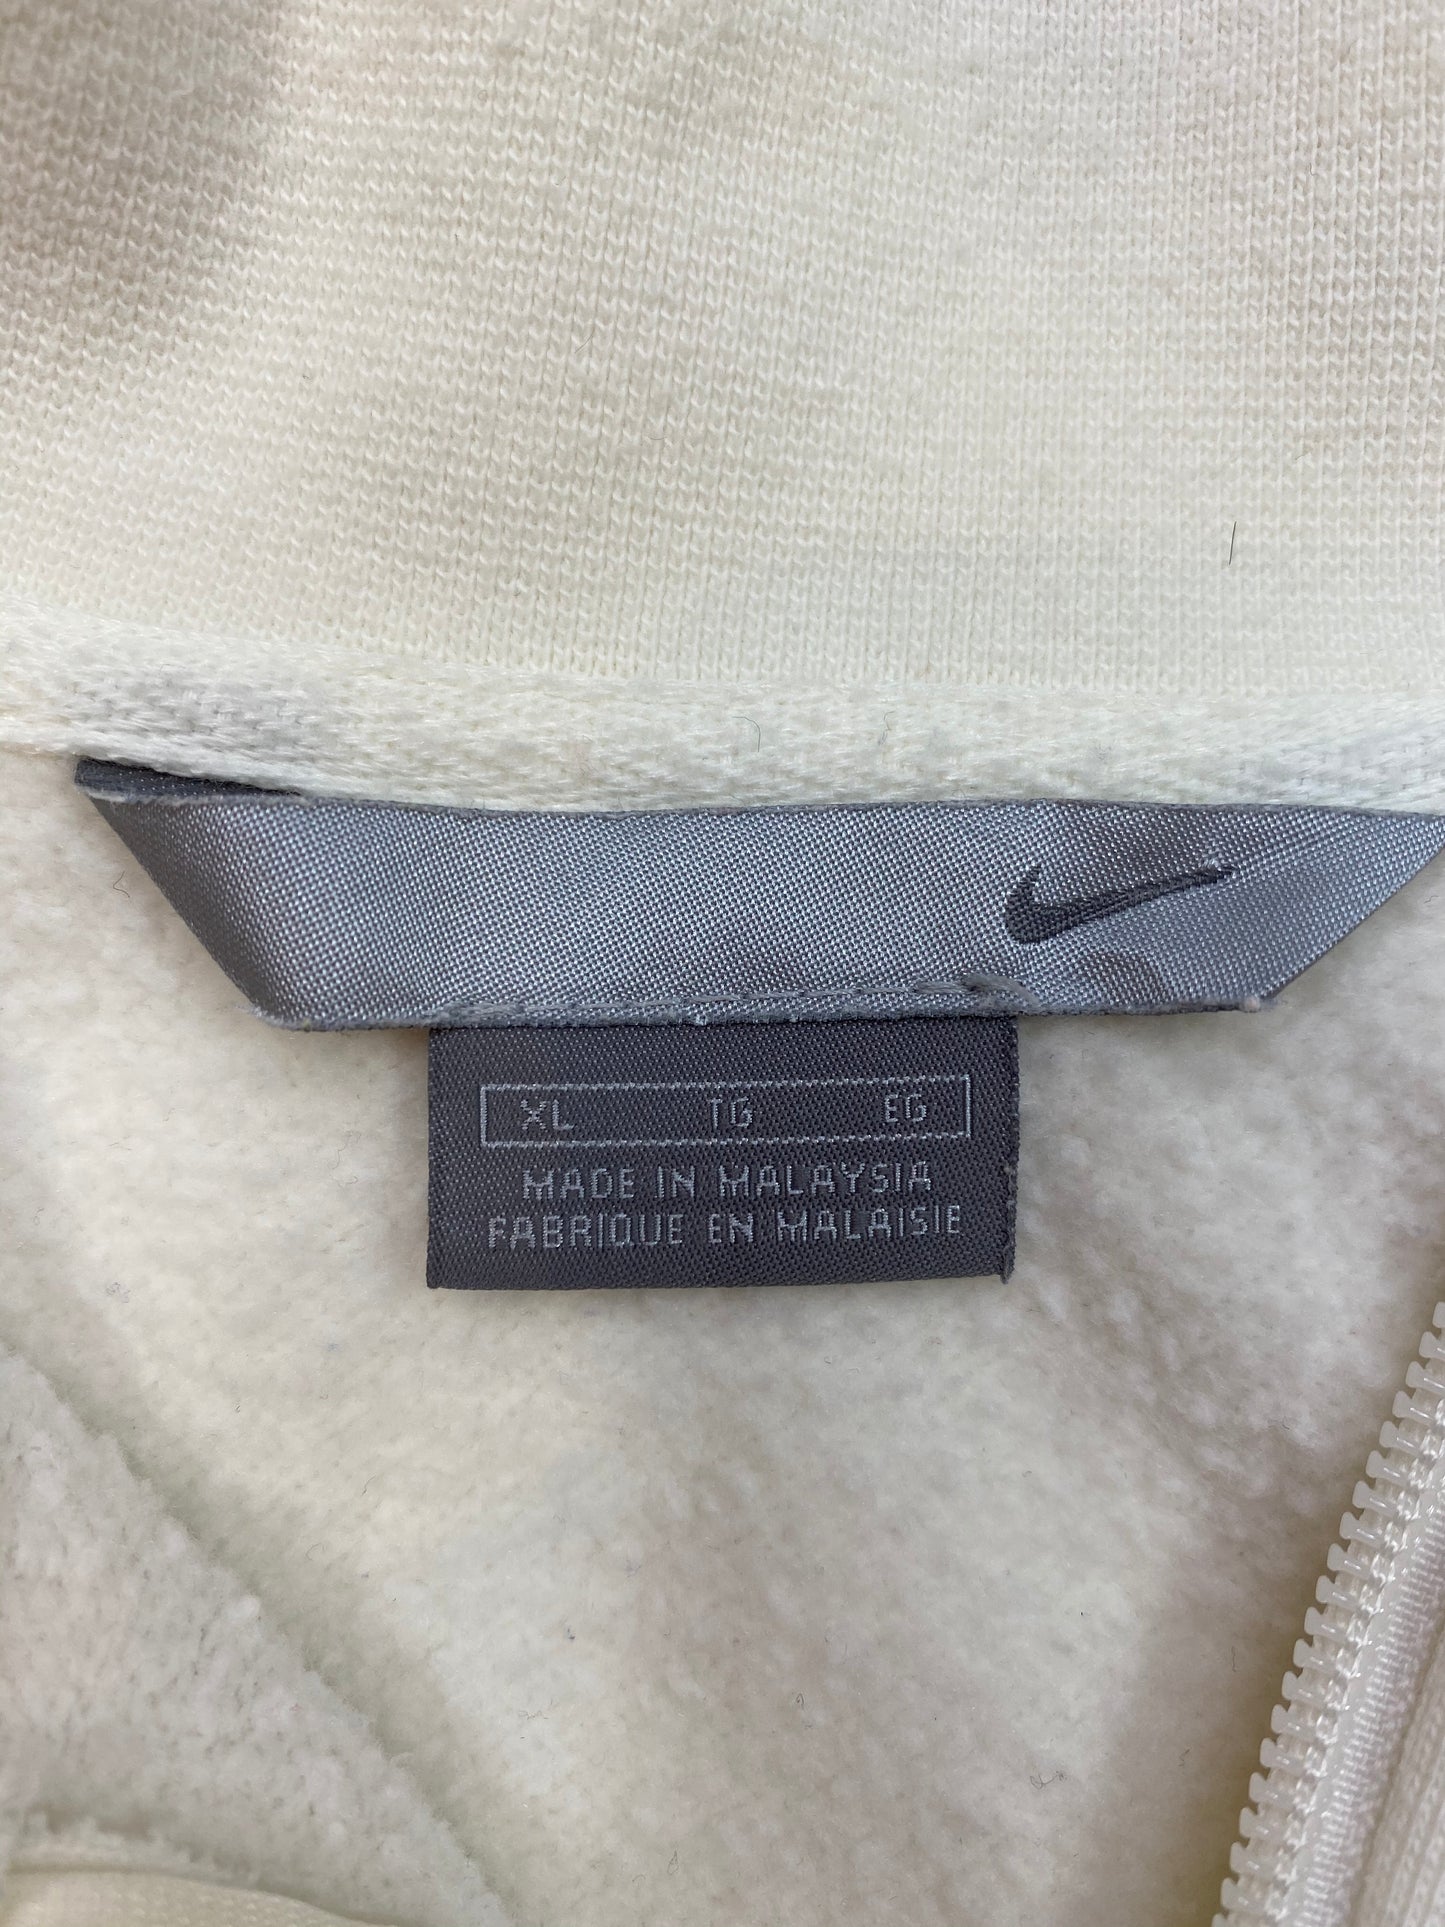 XL TG EG
MADE IN MALAYSIA
FABRIQUE EN MALAISIE